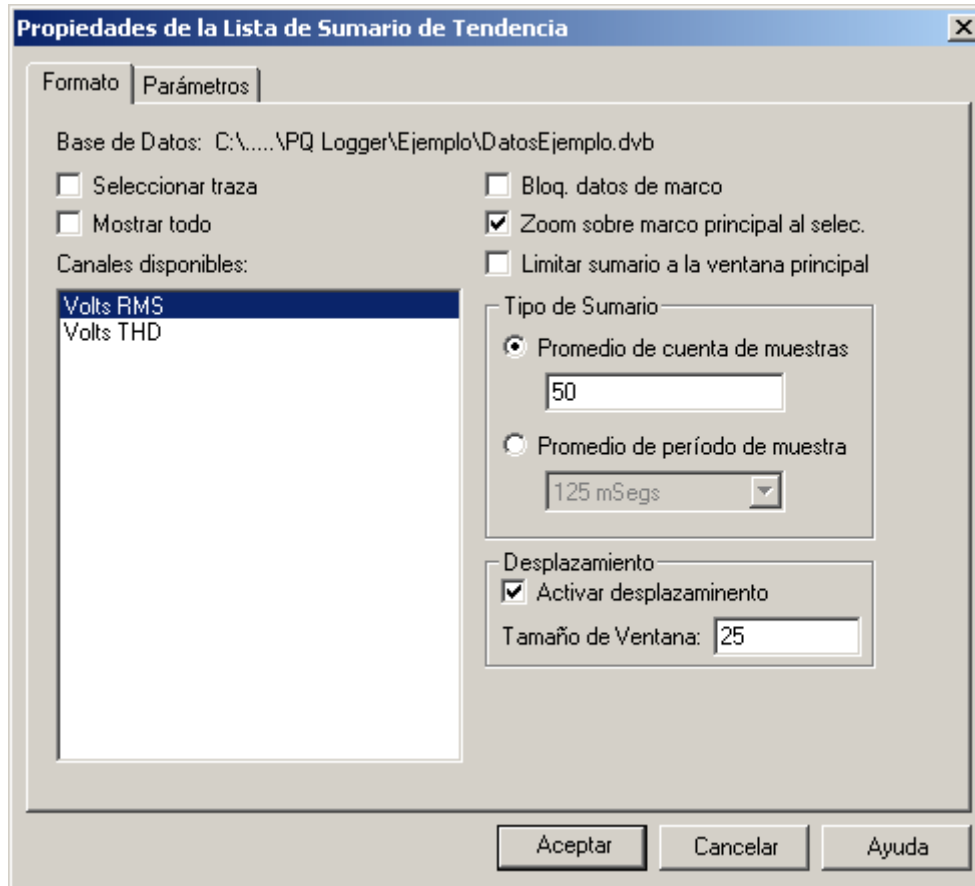 Propiedades de la Lista de Sumario de Tendencia
Formato
Parámetros
Base de Datos: C:\.....\PQ Logger\Ejemplo\DatosEjemplo.dvb
Seleccionar traza
Mostrar todo
Canales disponibles:
Volts RMS
Volts THD
Bloq. datos de marco
Zoom sobre marco principal al selec.
Limitar sumario a la ventana principal
Tipo de Sumario
Promedio de cuenta de muestras
50
Promedio de período de muestra
125 mSegs
Desplazamiento
Activar desplazaminento
Tamaño de Ventana: 25
Aceptar
Cancelar
Ayuda